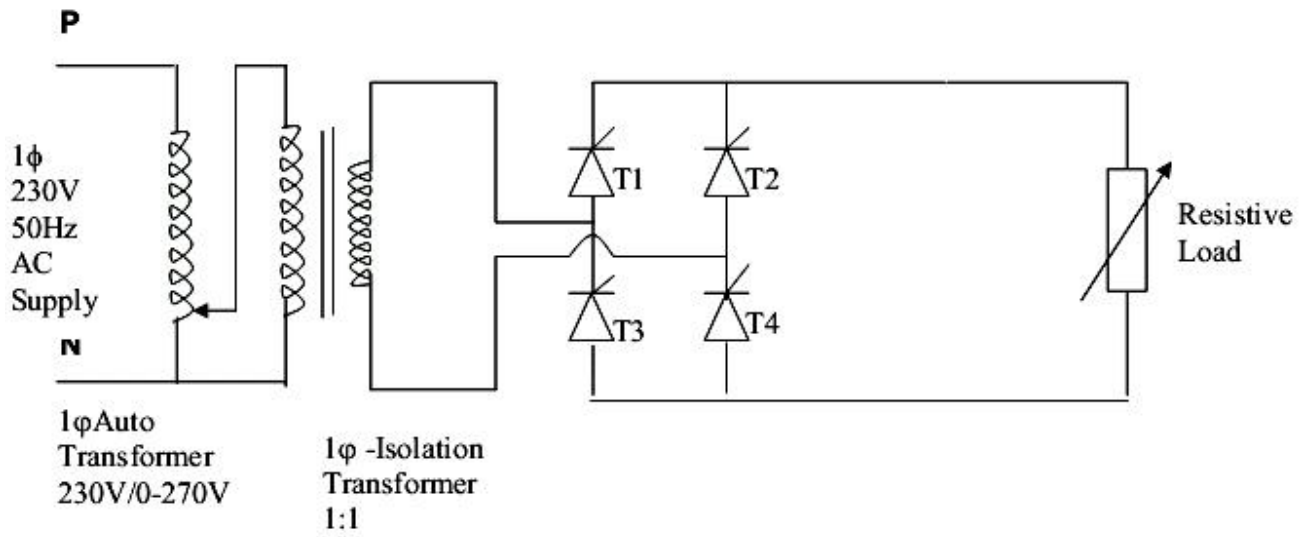 P
1ϕ
230V
50Hz
AC
Supply
N
1φAuto
Transformer
230V/0-270V
1φ -Isolation
Transformer
1:1
T1
T2
T3
T4
Resistive
Load